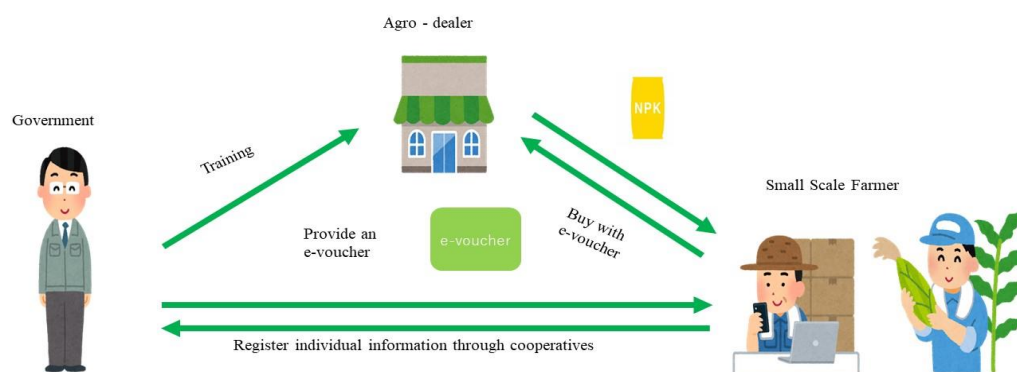 Agro - dealer
Government
NPK
Training
Small Scale Farmer
Provide an
e-voucher
e-voucher
Buy with
e-voucher
Register individual information through cooperatives